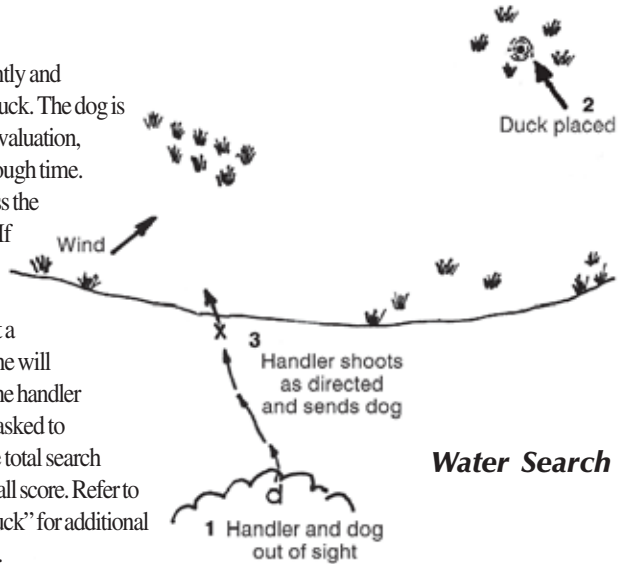 ntly and
uck. The dog is
valuation,
ough time.
ss the
If
t a
ne will
ne handler
asked to
e total search
all score. Refer to
uck” for additional
.
2
Duck placed
Wind
X
3
Handler shoots
as directed
and sends dog
d
1 Handler and dog
out of sight
Water Search